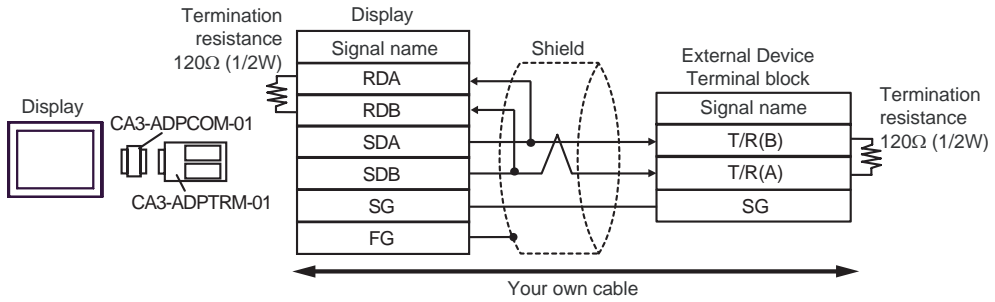 Termination
resistance
120Ω (1/2W)
Display
Signal name
RDA
RDB
SDA
SDB
SG
FG
Shield
External Device
Terminal block
Signal name
T/R(B)
T/R(A)
SG
Termination
resistance
120Ω (1/2W)
Display
CA3-ADPCOM-01
CA3-ADPTRM-01
Your own cable